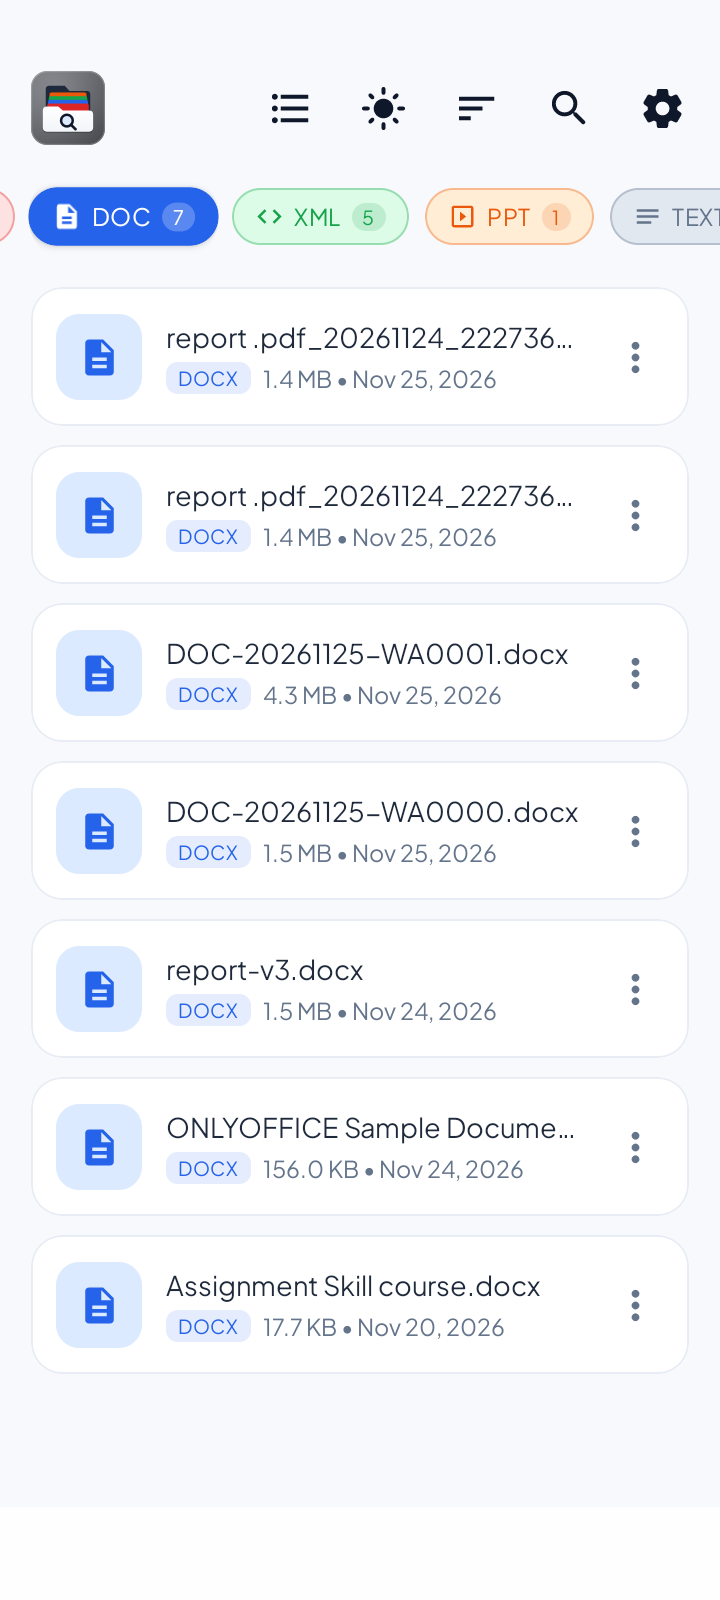 DOC 7 XML 5 PPT 1 TEXT
report .pdf_20261124_222736...
DOCX 1.4 MB • Nov 25, 2026
report .pdf_20261124_222736...
DOCX 1.4 MB • Nov 25, 2026
DOC-20261125-WA0001.docx
DOCX 4.3 MB • Nov 25, 2026
DOC-20261125-WA0000.docx
DOCX 1.5 MB • Nov 25, 2026
report-v3.docx
DOCX 1.5 MB • Nov 24, 2026
ONLYOFFICE Sample Docume...
DOCX 156.0 KB • Nov 24, 2026
Assignment Skill course.docx
DOCX 17.7 KB • Nov 20, 2026